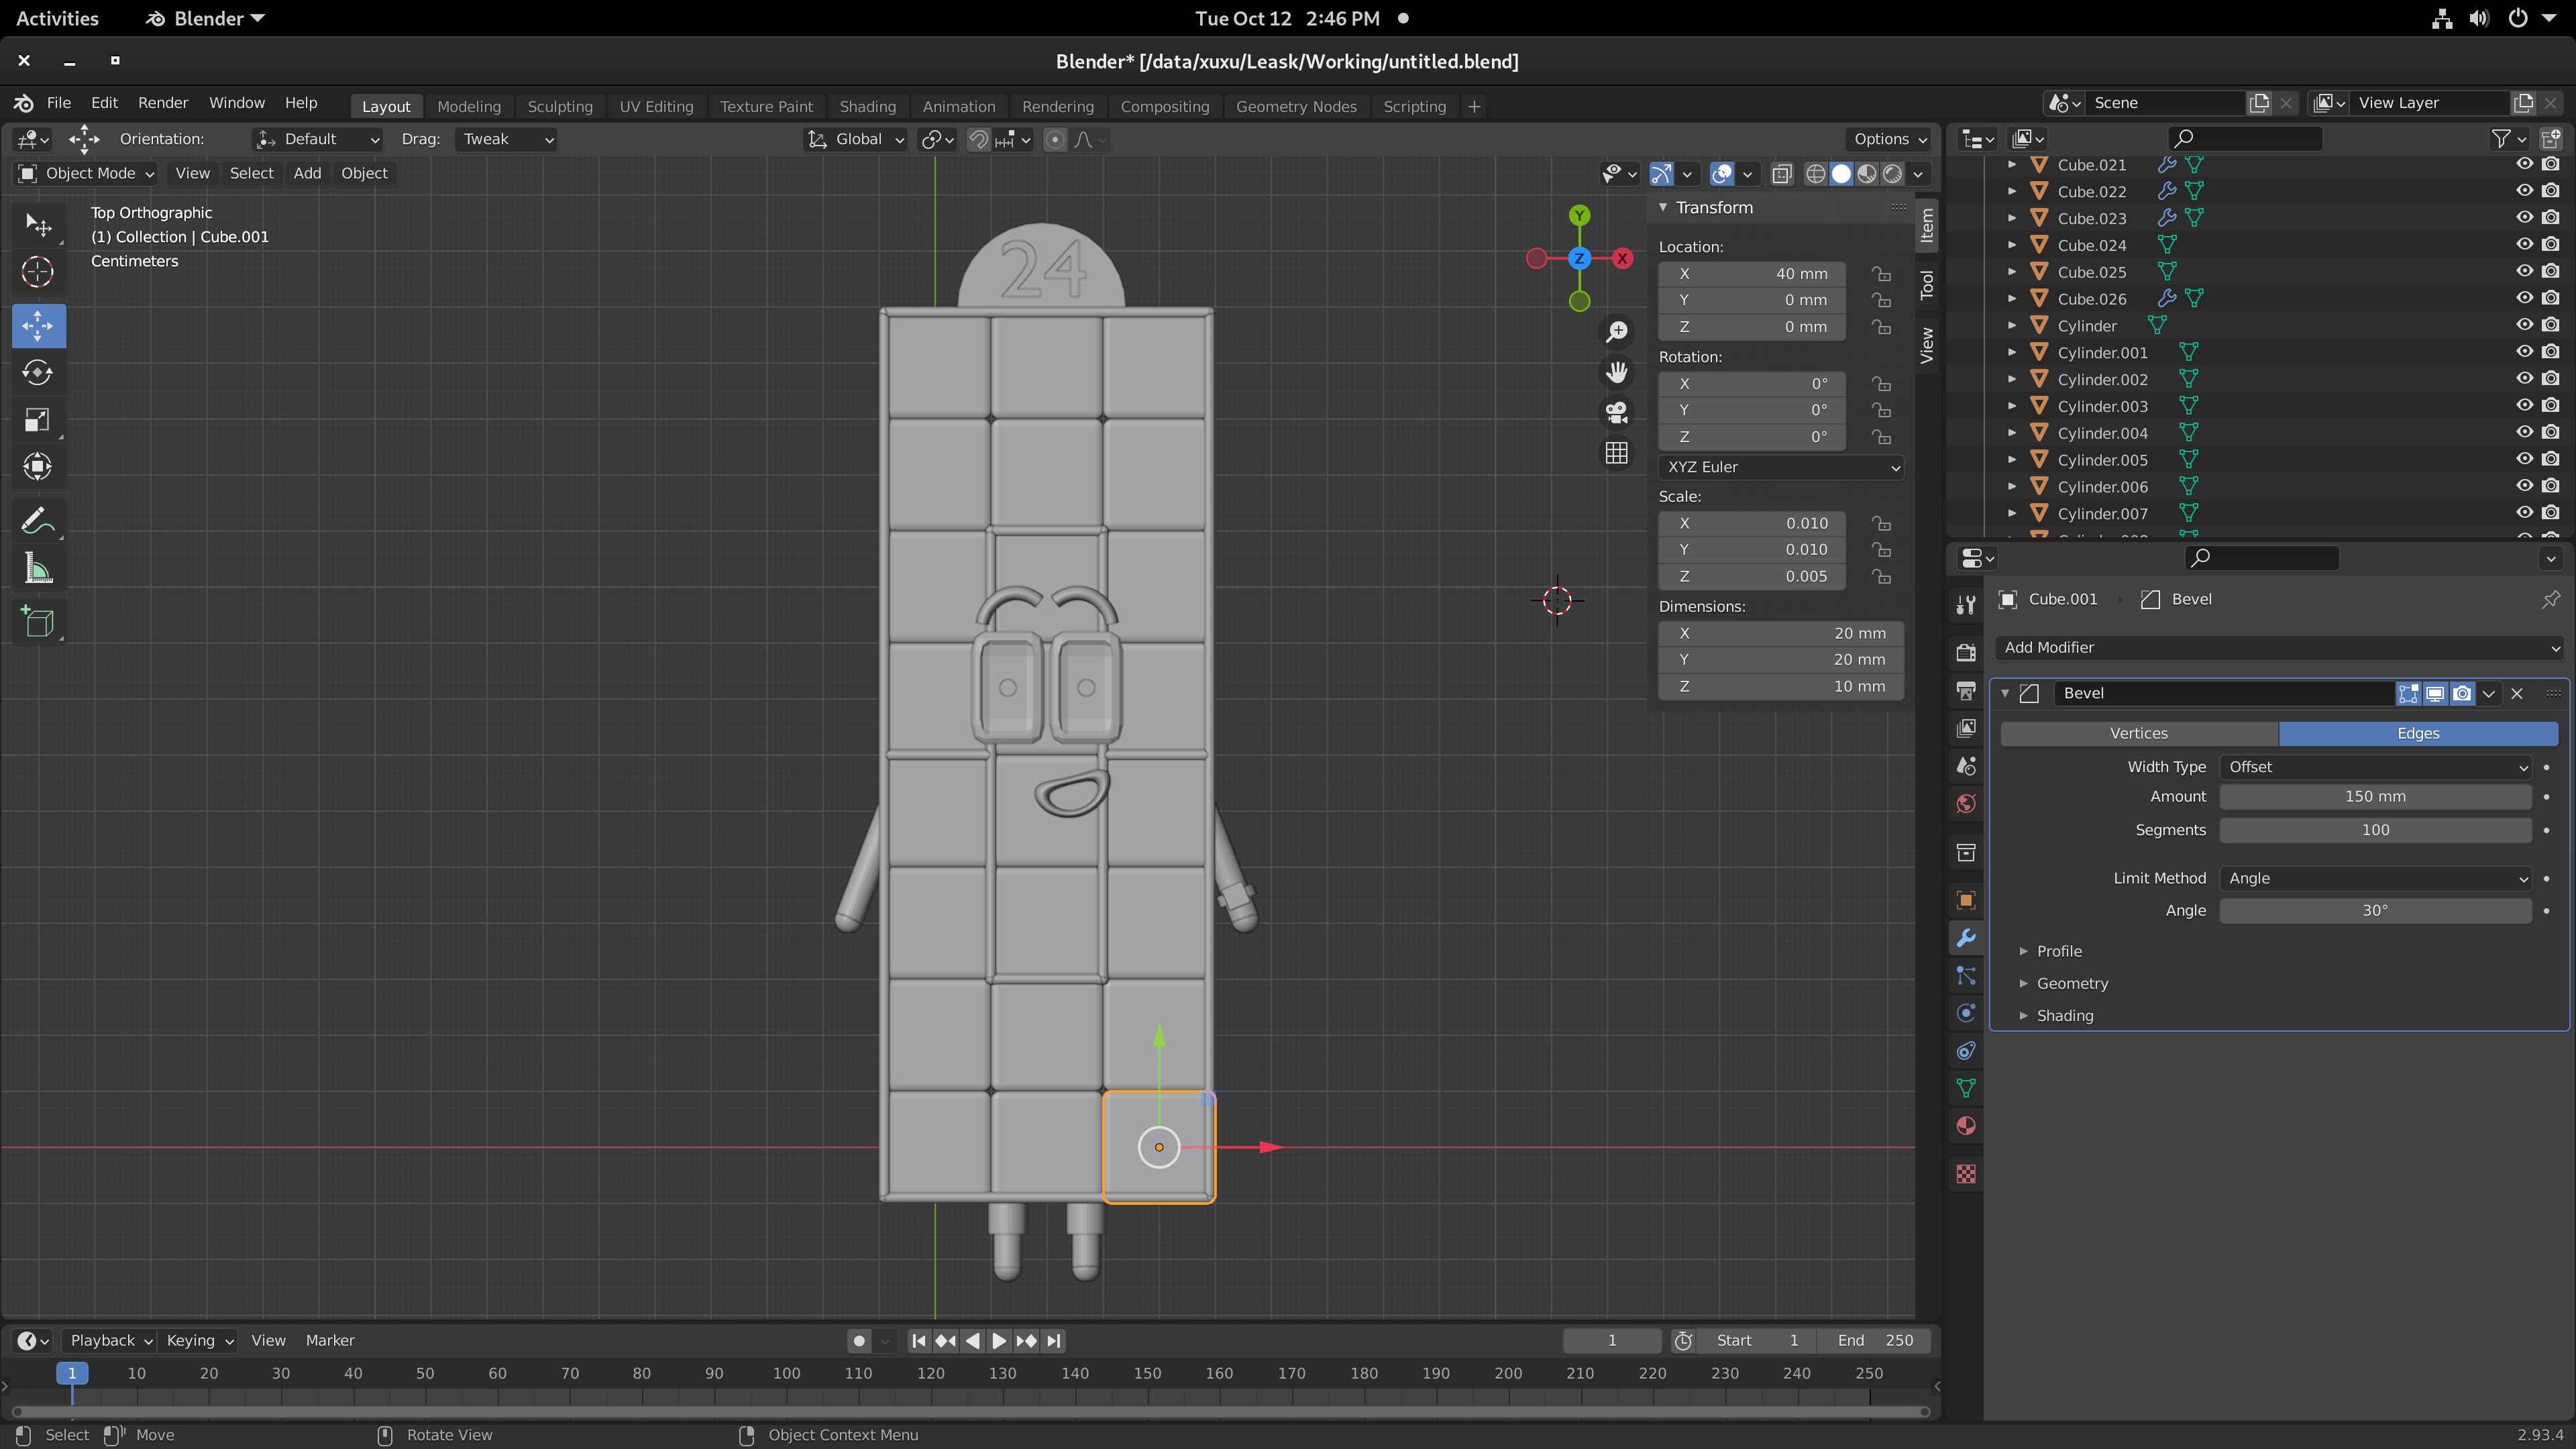 Activities Blender Tue Oct 12 2:46 PM
Blender* [/data/xuxu/Leask/Working/untitled.blend]
File Edit Render Window Help Layout Modeling Sculpting UV Editing Texture Paint Shading Animation Rendering Compositing Geometry Nodes Scripting + Scene View Layer
Orientation: Default Drag: Tweak Global Options
Object Mode View Select Add Object
Top Orthographic
(1) Collection | Cube.001
Centimeters
24
Y
Z X
Transform
Location:
X 40 mm
Y 0 mm
Z 0 mm
Rotation:
X 0°
Y 0°
Z 0°
XYZ Euler
Scale:
X 0.010
Y 0.010
Z 0.005
Dimensions:
X 20 mm
Y 20 mm
Z 10 mm
Item
Tool
View
Cube.021
Cube.022
Cube.023
Cube.024
Cube.025
Cube.026
Cylinder
Cylinder.001
Cylinder.002
Cylinder.003
Cylinder.004
Cylinder.005
Cylinder.006
Cylinder.007
Cube.001 Bevel
Add Modifier
Bevel
Vertices Edges
Width Type Offset
Amount 150 mm
Segments 100
Limit Method Angle
Angle 30°
Profile
Geometry
Shading
Playback Keying View Marker 1 Start 1 End 250
1 10 20 30 40 50 60 70 80 90 100 110 120 130 140 150 160 170 180 190 200 210 220 230 240 250
Select Move Rotate View Object Context Menu 2.93.4